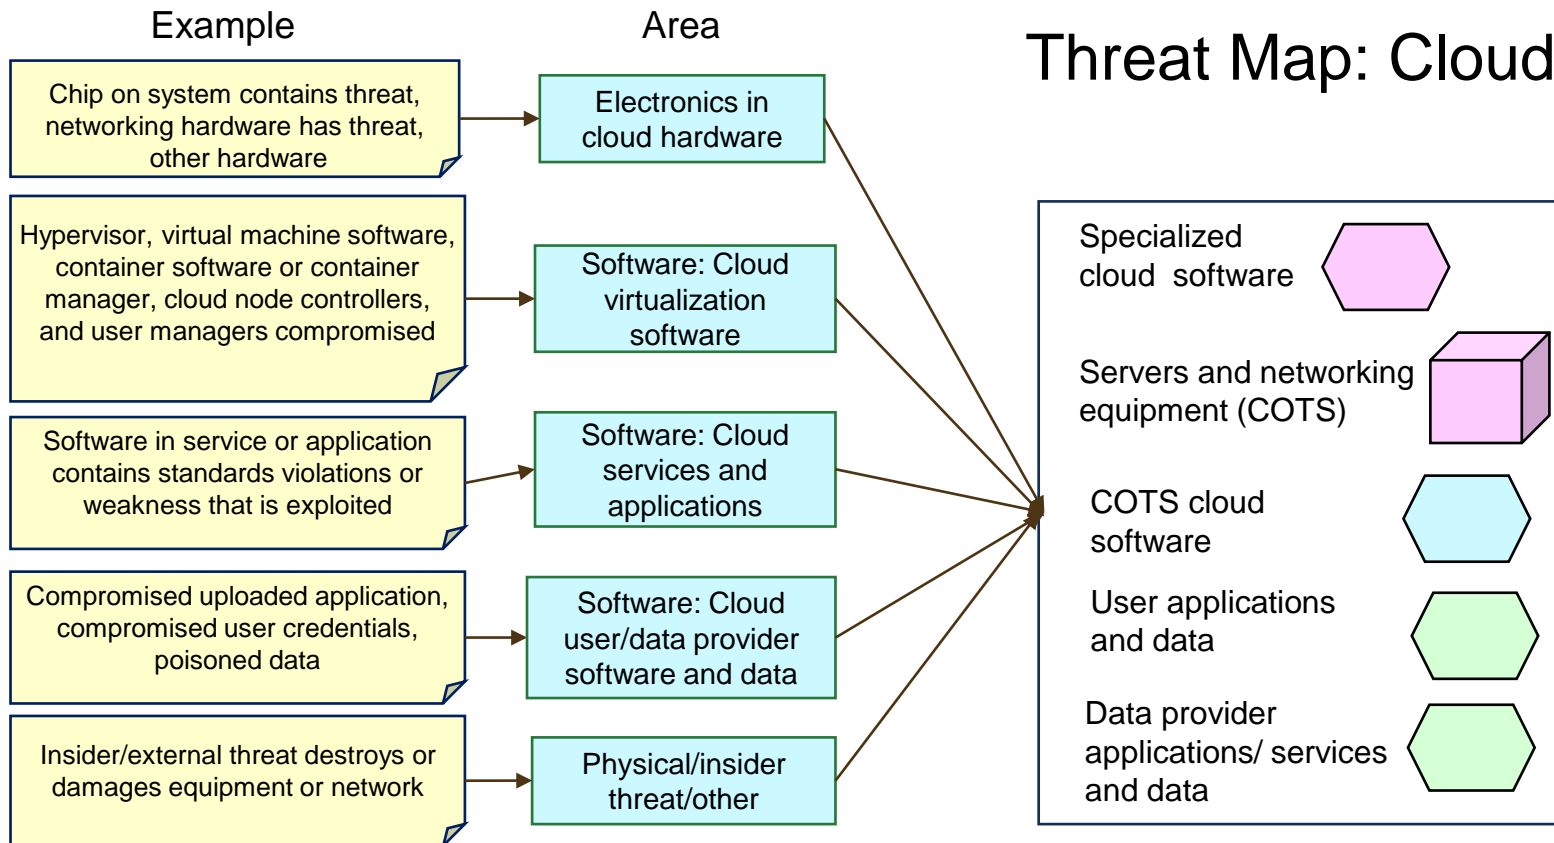 Example
Area
Threat Map: Cloud
Chip on system contains threat,
networking hardware has threat,
other hardware
Electronics in
cloud hardware
Hypervisor, virtual machine software,
container software or container
manager, cloud node controllers,
and user managers compromised
Software: Cloud
virtualization
software
Software in service or application
contains standards violations or
weakness that is exploited
Software: Cloud
services and
applications
Compromised uploaded application,
compromised user credentials,
poisoned data
Software: Cloud
user/data provider
software and data
Insider/external threat destroys or
damages equipment or network
Physical/insider
threat/other
Specialized
cloud software
Servers and networking
equipment (COTS)
COTS cloud
software
User applications
and data
Data provider
applications/ services
and data